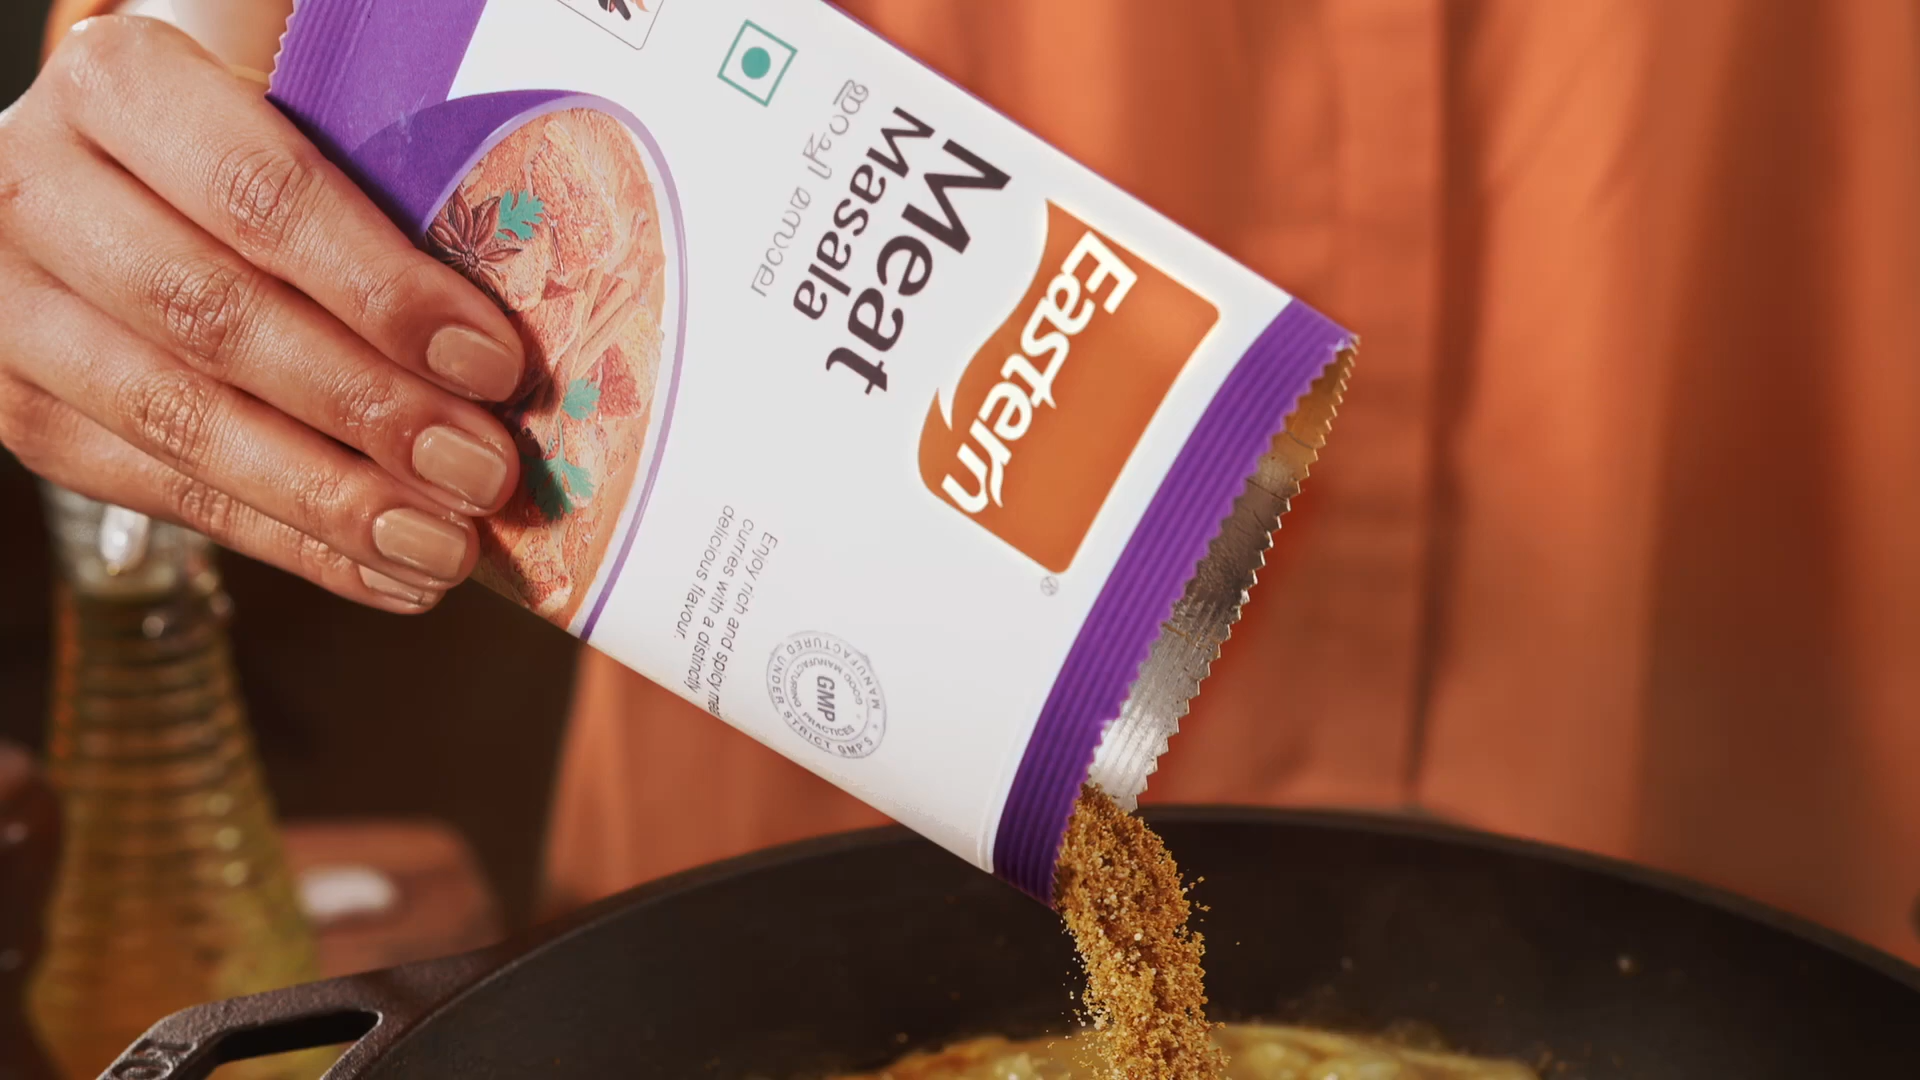 Eastern
®
Meat
Masala
ഇറച്ചി മസാല
Enjoy rich and spicy meat
curries with a distinctly
delicious flavour.
MANUFACTURED UNDER STRICT GMPS
GOOD MANUFACTURING PRACTICES
GMP